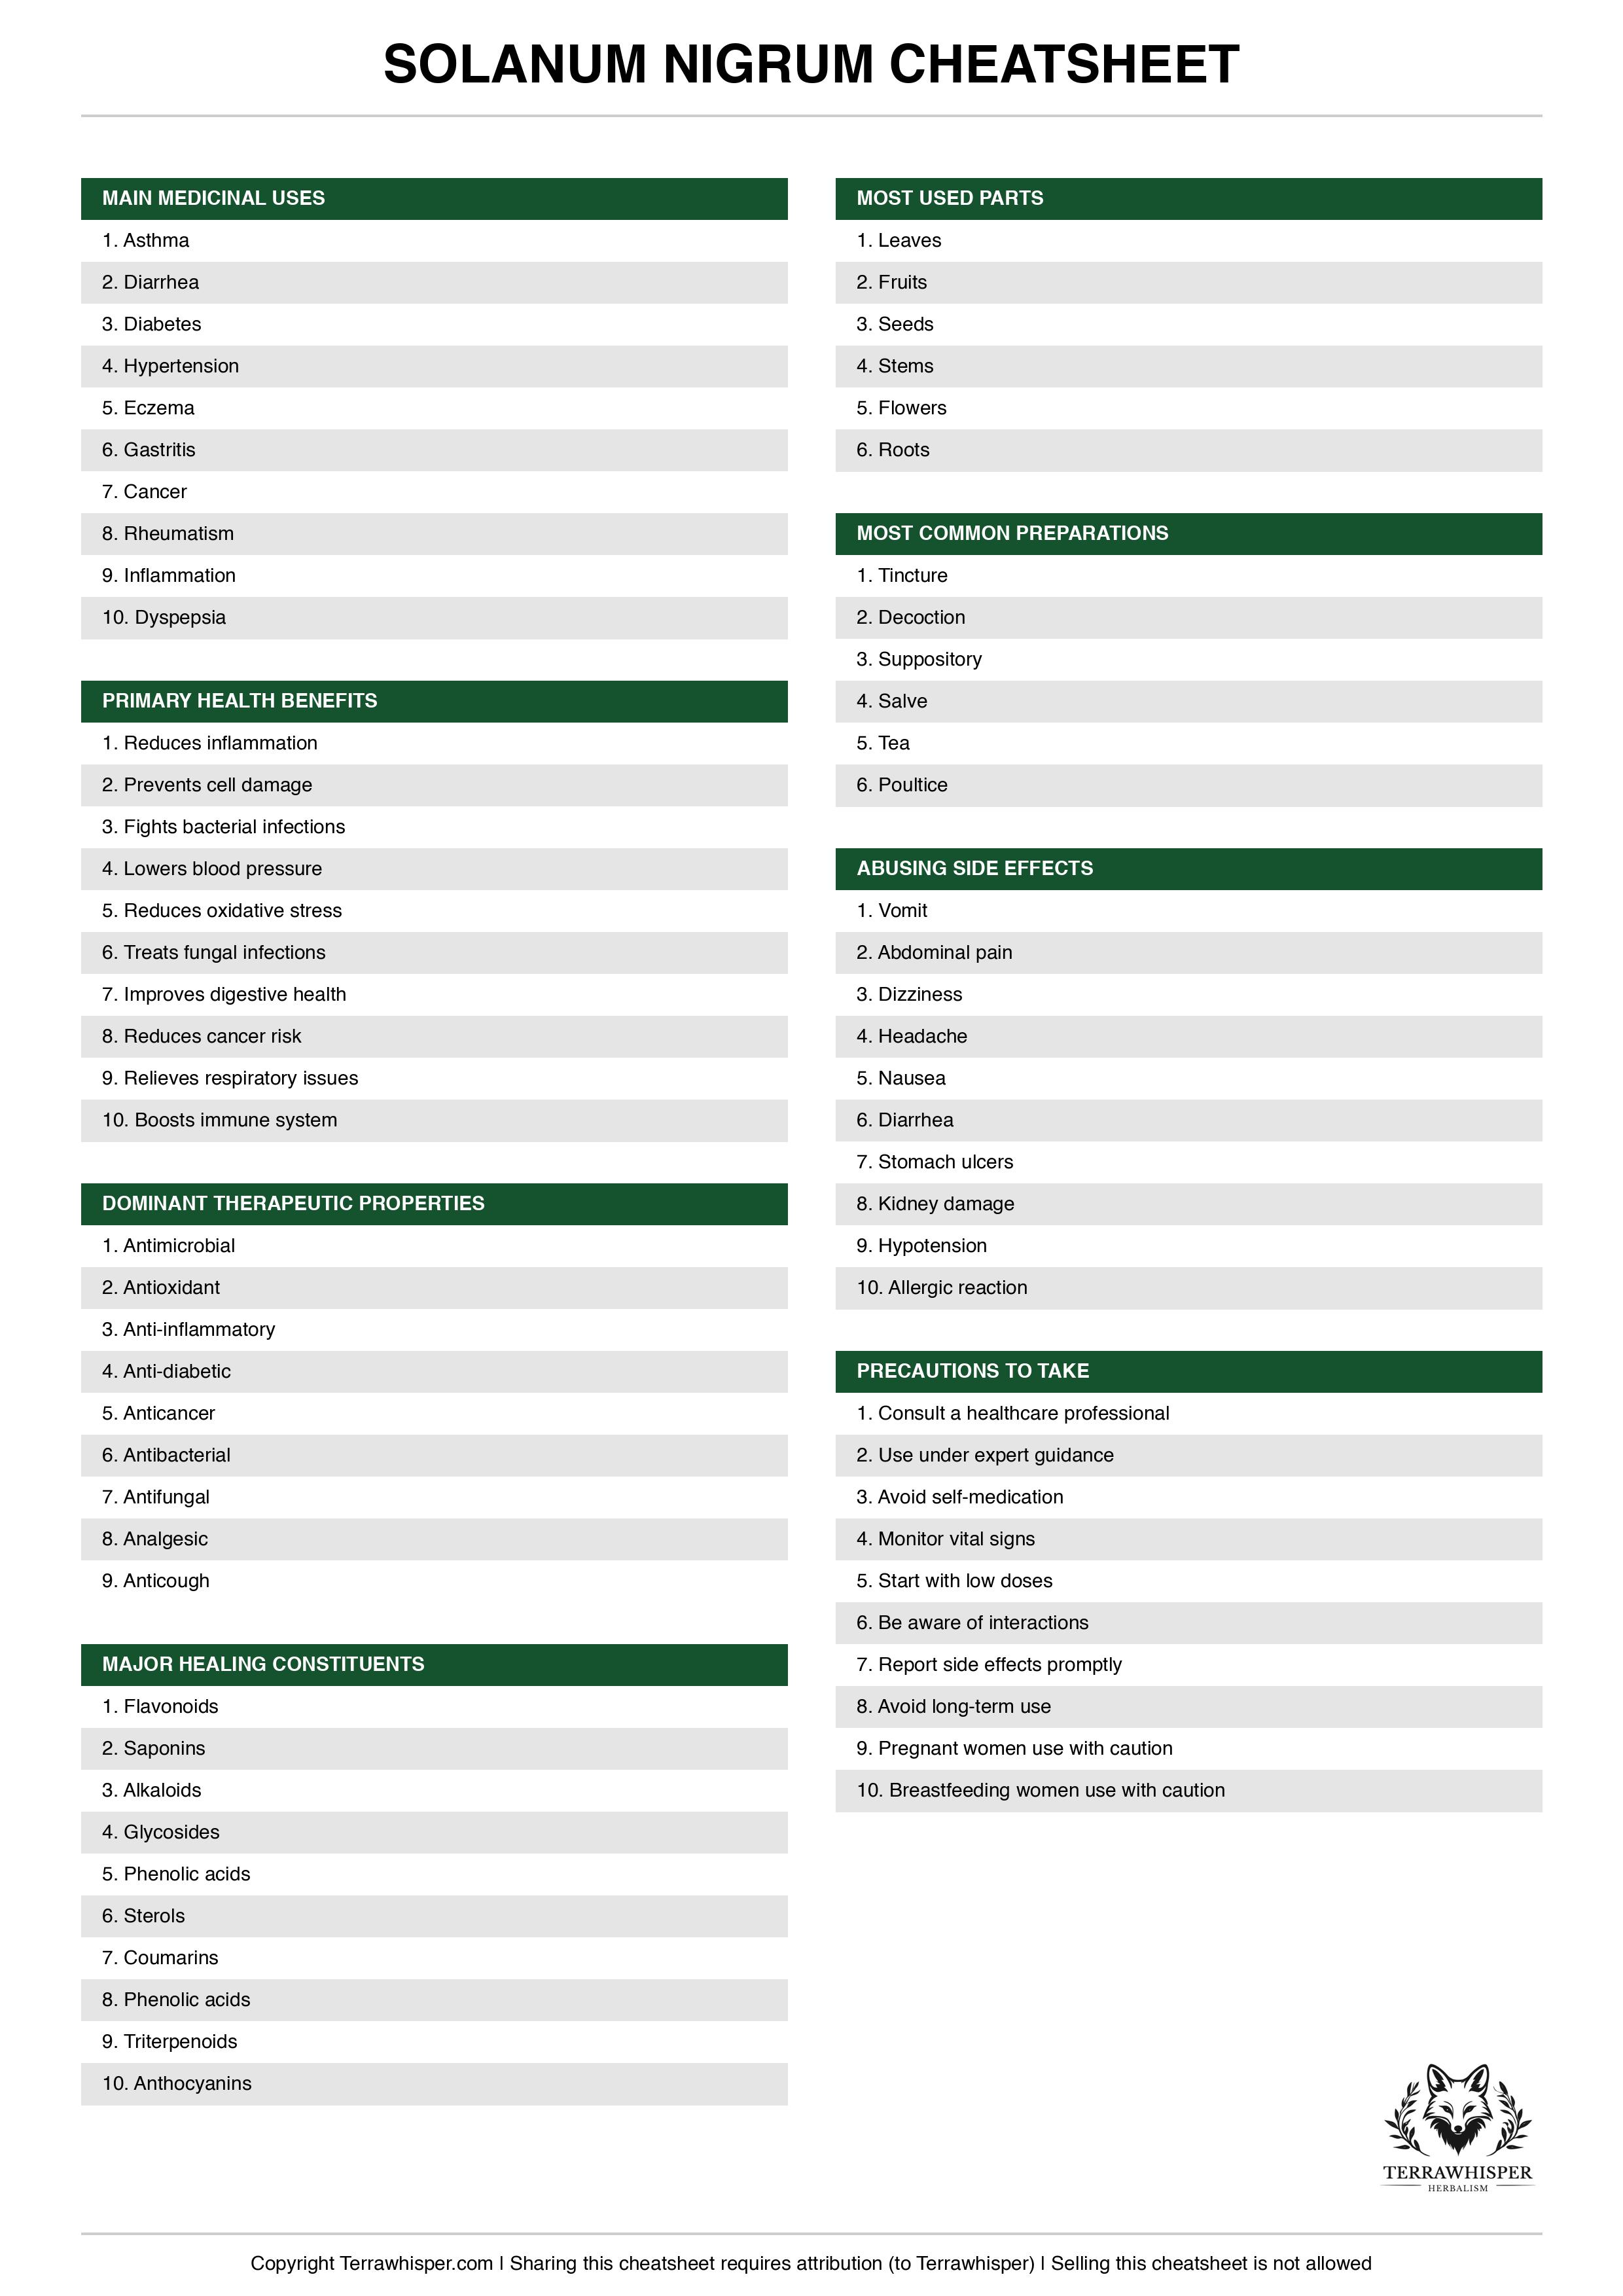 SOLANUM NIGRUM CHEATSHEET
MAIN MEDICINAL USES
1. Asthma
2. Diarrhea
3. Diabetes
4. Hypertension
5. Eczema
6. Gastritis
7. Cancer
8. Rheumatism
9. Inflammation
10. Dyspepsia
PRIMARY HEALTH BENEFITS
1. Reduces inflammation
2. Prevents cell damage
3. Fights bacterial infections
4. Lowers blood pressure
5. Reduces oxidative stress
6. Treats fungal infections
7. Improves digestive health
8. Reduces cancer risk
9. Relieves respiratory issues
10. Boosts immune system
DOMINANT THERAPEUTIC PROPERTIES
1. Antimicrobial
2. Antioxidant
3. Anti-inflammatory
4. Anti-diabetic
5. Anticancer
6. Antibacterial
7. Antifungal
8. Analgesic
9. Anticough
MAJOR HEALING CONSTITUENTS
1. Flavonoids
2. Saponins
3. Alkaloids
4. Glycosides
5. Phenolic acids
6. Sterols
7. Coumarins
8. Phenolic acids
9. Triterpenoids
10. Anthocyanins
MOST USED PARTS
1. Leaves
2. Fruits
3. Seeds
4. Stems
5. Flowers
6. Roots
MOST COMMON PREPARATIONS
1. Tincture
2. Decoction
3. Suppository
4. Salve
5. Tea
6. Poultice
ABUSING SIDE EFFECTS
1. Vomit
2. Abdominal pain
3. Dizziness
4. Headache
5. Nausea
6. Diarrhea
7. Stomach ulcers
8. Kidney damage
9. Hypotension
10. Allergic reaction
PRECAUTIONS TO TAKE
1. Consult a healthcare professional
2. Use under expert guidance
3. Avoid self-medication
4. Monitor vital signs
5. Start with low doses
6. Be aware of interactions
7. Report side effects promptly
8. Avoid long-term use
9. Pregnant women use with caution
10. Breastfeeding women use with caution
TERRAWHISPER
HERBALISM
Copyright Terrawhisper.com | Sharing this cheatsheet requires attribution (to Terrawhisper) | Selling this cheatsheet is not allowed